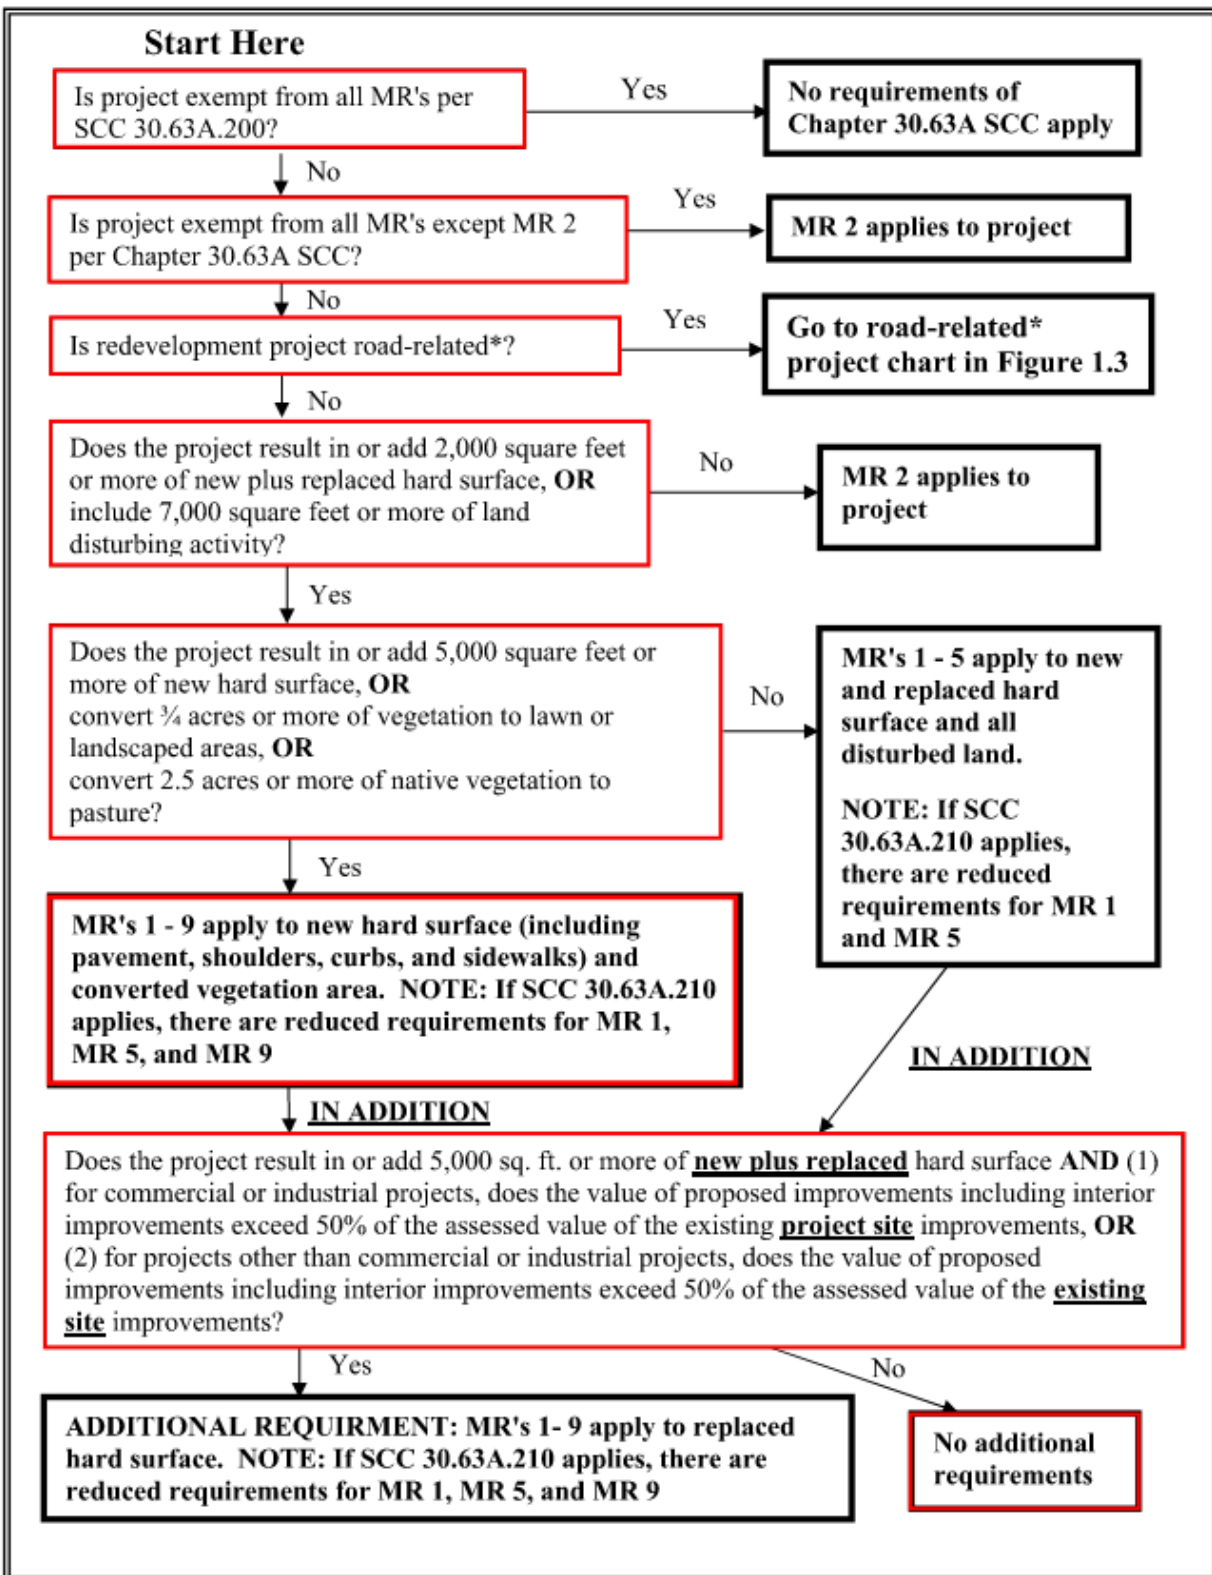 Start Here
Is project exempt from all MR's per
SCC 30.63A.200?
Yes
No requirements of
Chapter 30.63A SCC apply
No
Is project exempt from all MR's except MR 2
per Chapter 30.63A SCC?
Yes
MR 2 applies to project
No
Is redevelopment project road-related*?
Yes
Go to road-related*
project chart in Figure 1.3
No
Does the project result in or add 2,000 square feet
or more of new plus replaced hard surface, OR
include 7,000 square feet or more of land
disturbing activity?
No
MR 2 applies to
project
Yes
Does the project result in or add 5,000 square feet or
more of new hard surface, OR
convert ¾ acres or more of vegetation to lawn or
landscaped areas, OR
convert 2.5 acres or more of native vegetation to
pasture?
No
MR's 1 - 5 apply to new
and replaced hard
surface and all
disturbed land.
NOTE: If SCC
30.63A.210 applies,
there are reduced
requirements for MR 1
and MR 5
Yes
MR's 1 - 9 apply to new hard surface (including
pavement, shoulders, curbs, and sidewalks) and
converted vegetation area. NOTE: If SCC 30.63A.210
applies, there are reduced requirements for MR 1,
MR 5, and MR 9
IN ADDITION
IN ADDITION
Does the project result in or add 5,000 sq. ft. or more of new plus replaced hard surface AND (1)
for commercial or industrial projects, does the value of proposed improvements including interior
improvements exceed 50% of the assessed value of the existing project site improvements, OR
(2) for projects other than commercial or industrial projects, does the value of proposed
improvements including interior improvements exceed 50% of the assessed value of the existing
site improvements?
Yes
No
ADDITIONAL REQUIRMENT: MR's 1- 9 apply to replaced
hard surface. NOTE: If SCC 30.63A.210 applies, there are
reduced requirements for MR 1, MR 5, and MR 9
No additional
requirements